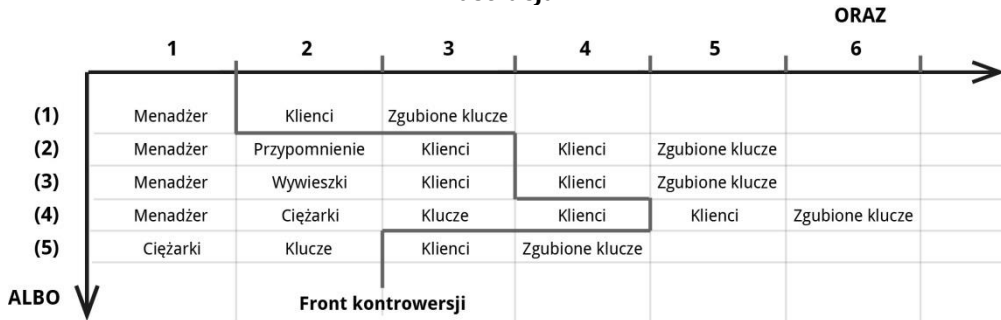 ORAZ
1 2 3 4 5 6
(1) Menadżer Klienci Zgubione klucze
(2) Menadżer Przypomnienie Klienci Klienci Zgubione klucze
(3) Menadżer Wywieszki Klienci Klienci Zgubione klucze
(4) Menadżer Ciężarki Klucze Klienci Klienci Zgubione klucze
(5) Ciężarki Klucze Klienci Zgubione klucze
ALBO Front kontrowersji